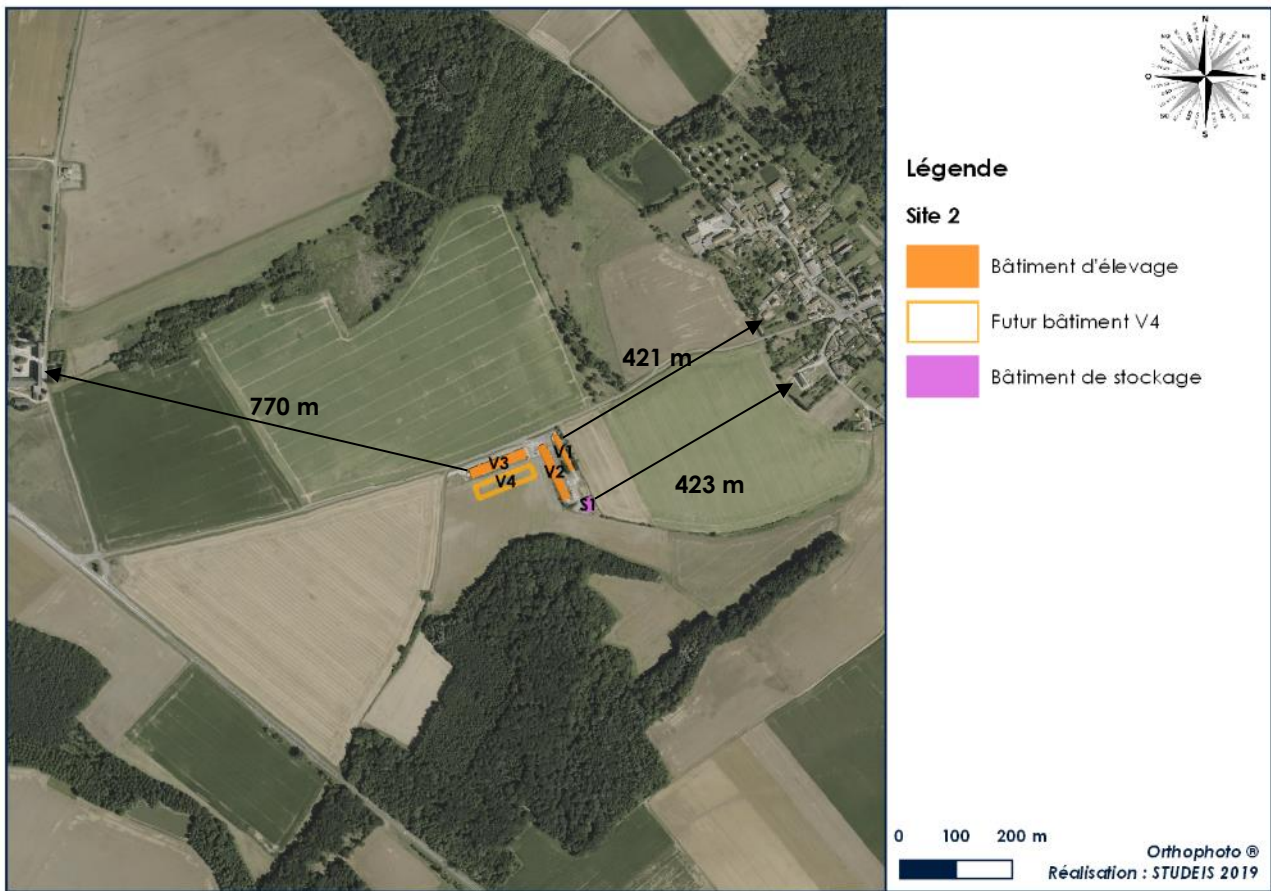 N
O
E
S
Légende
Site 2
Bâtiment d'élevage
Futur bâtiment V4
Bâtiment de stockage
421 m
770 m
423 m
V1
V3
V2
V4
S1
0 100 200 m
Orthophoto ®
Réalisation : STUDEIS 2019